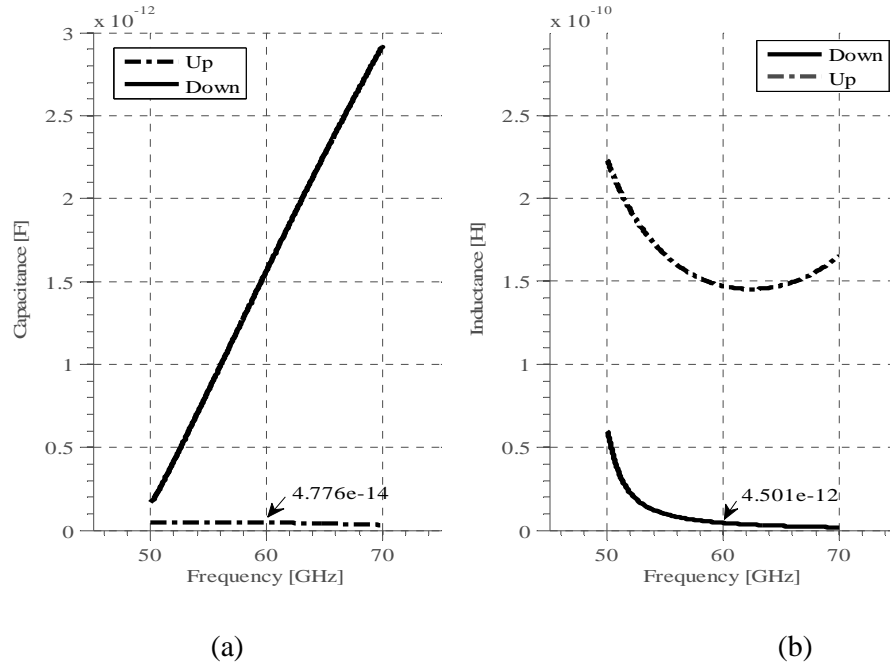 x 10⁻¹²
3
2.5
2
1.5
1
0.5
0
Capacitance [F]
Up
Down
4.776e-14
50 60 70
Frequency [GHz]
(a)
x 10⁻¹⁰
3
2.5
2
1.5
1
0.5
0
Inductance [H]
Down
Up
4.501e-12
50 60 70
Frequency [GHz]
(b)